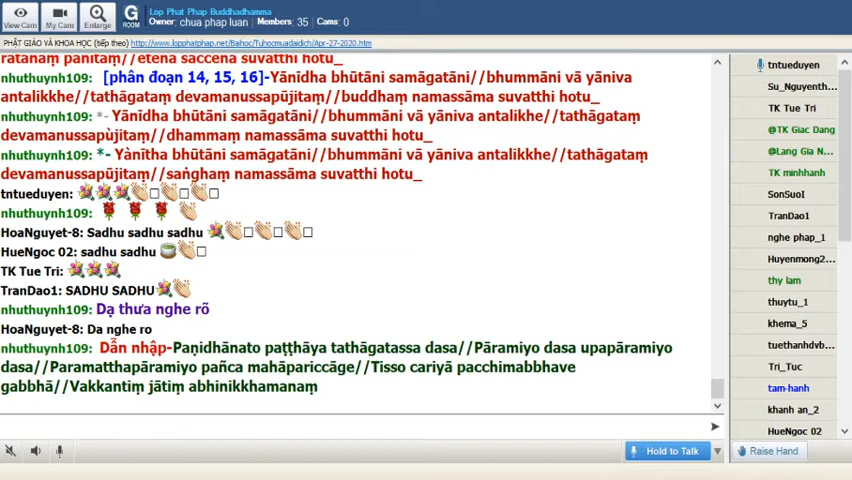 View Cam
My Cam
Enlarge
G
ROOM
Lop Phat Phap Buddhadhamma
Owner: chua phap luan Members: 35 Cams: 0
PHẬT GIÁO VÀ KHOA HỌC (tiếp theo) http://www.lopphatphap.net/Baihoc/Tuhocmuadaidich/Apr-27-2020.htm
ratanaṃ paṇītaṃ//etena saccena suvatthi hotu_
nhuthuynh109: [phân đoạn 14, 15, 16]-Yānīdha bhūtāni samāgatāni//bhummāni vā yāniva
antalikkhe//tathāgataṃ devamanussapūjitaṃ//buddhaṃ namassāma suvatthi hotu_
nhuthuynh109: *- Yānīdha bhūtāni samāgatāni//bhummāni vā yāniva antalikkhe//tathāgataṃ
devamanussapùjitaṃ//dhammaṃ namassāma suvatthi hotu_
nhuthuynh109: *- Yànītha bhūtāni samāgatāni//bhummāni vā yāniva antalikkhe//tathāgataṃ
devamanussapūjitaṃ//saṅghaṃ namassāma suvatthi hotu_
tntueduyen:
nhuthuynh109:
HoaNguyet-8: Sadhu sadhu sadhu
HueNgoc 02: sadhu sadhu
TK Tue Tri:
TranDao1: SADHU SADHU
nhuthuynh109: Dạ thưa nghe rõ
HoaNguyet-8: Da nghe ro
nhuthuynh109: Dẫn nhập-Paṇidhānato paṭṭhāya tathāgatassa dasa//Pāramiyo dasa upapāramiyo
dasa//Paramatthapāramiyo pañca mahāpariccāge//Tisso cariyā pacchimabbhave
gabbhā//Vakkantiṃ jātiṃ abhinikkhamanaṃ
tntueduyen
Su_Nguyenth...
TK Tue Tri
@TK Giac Dang
@Lang Gia N...
TK minhhanh
SonSuoI
TranDao1
nghe phap_1
Huyenmong2...
thy lam
thuytu_1
khema_5
tuethanhdvb...
Tri_Tuc
tam-hanh
khanh an_2
HueNgoc 02
Hold to Talk
Raise Hand